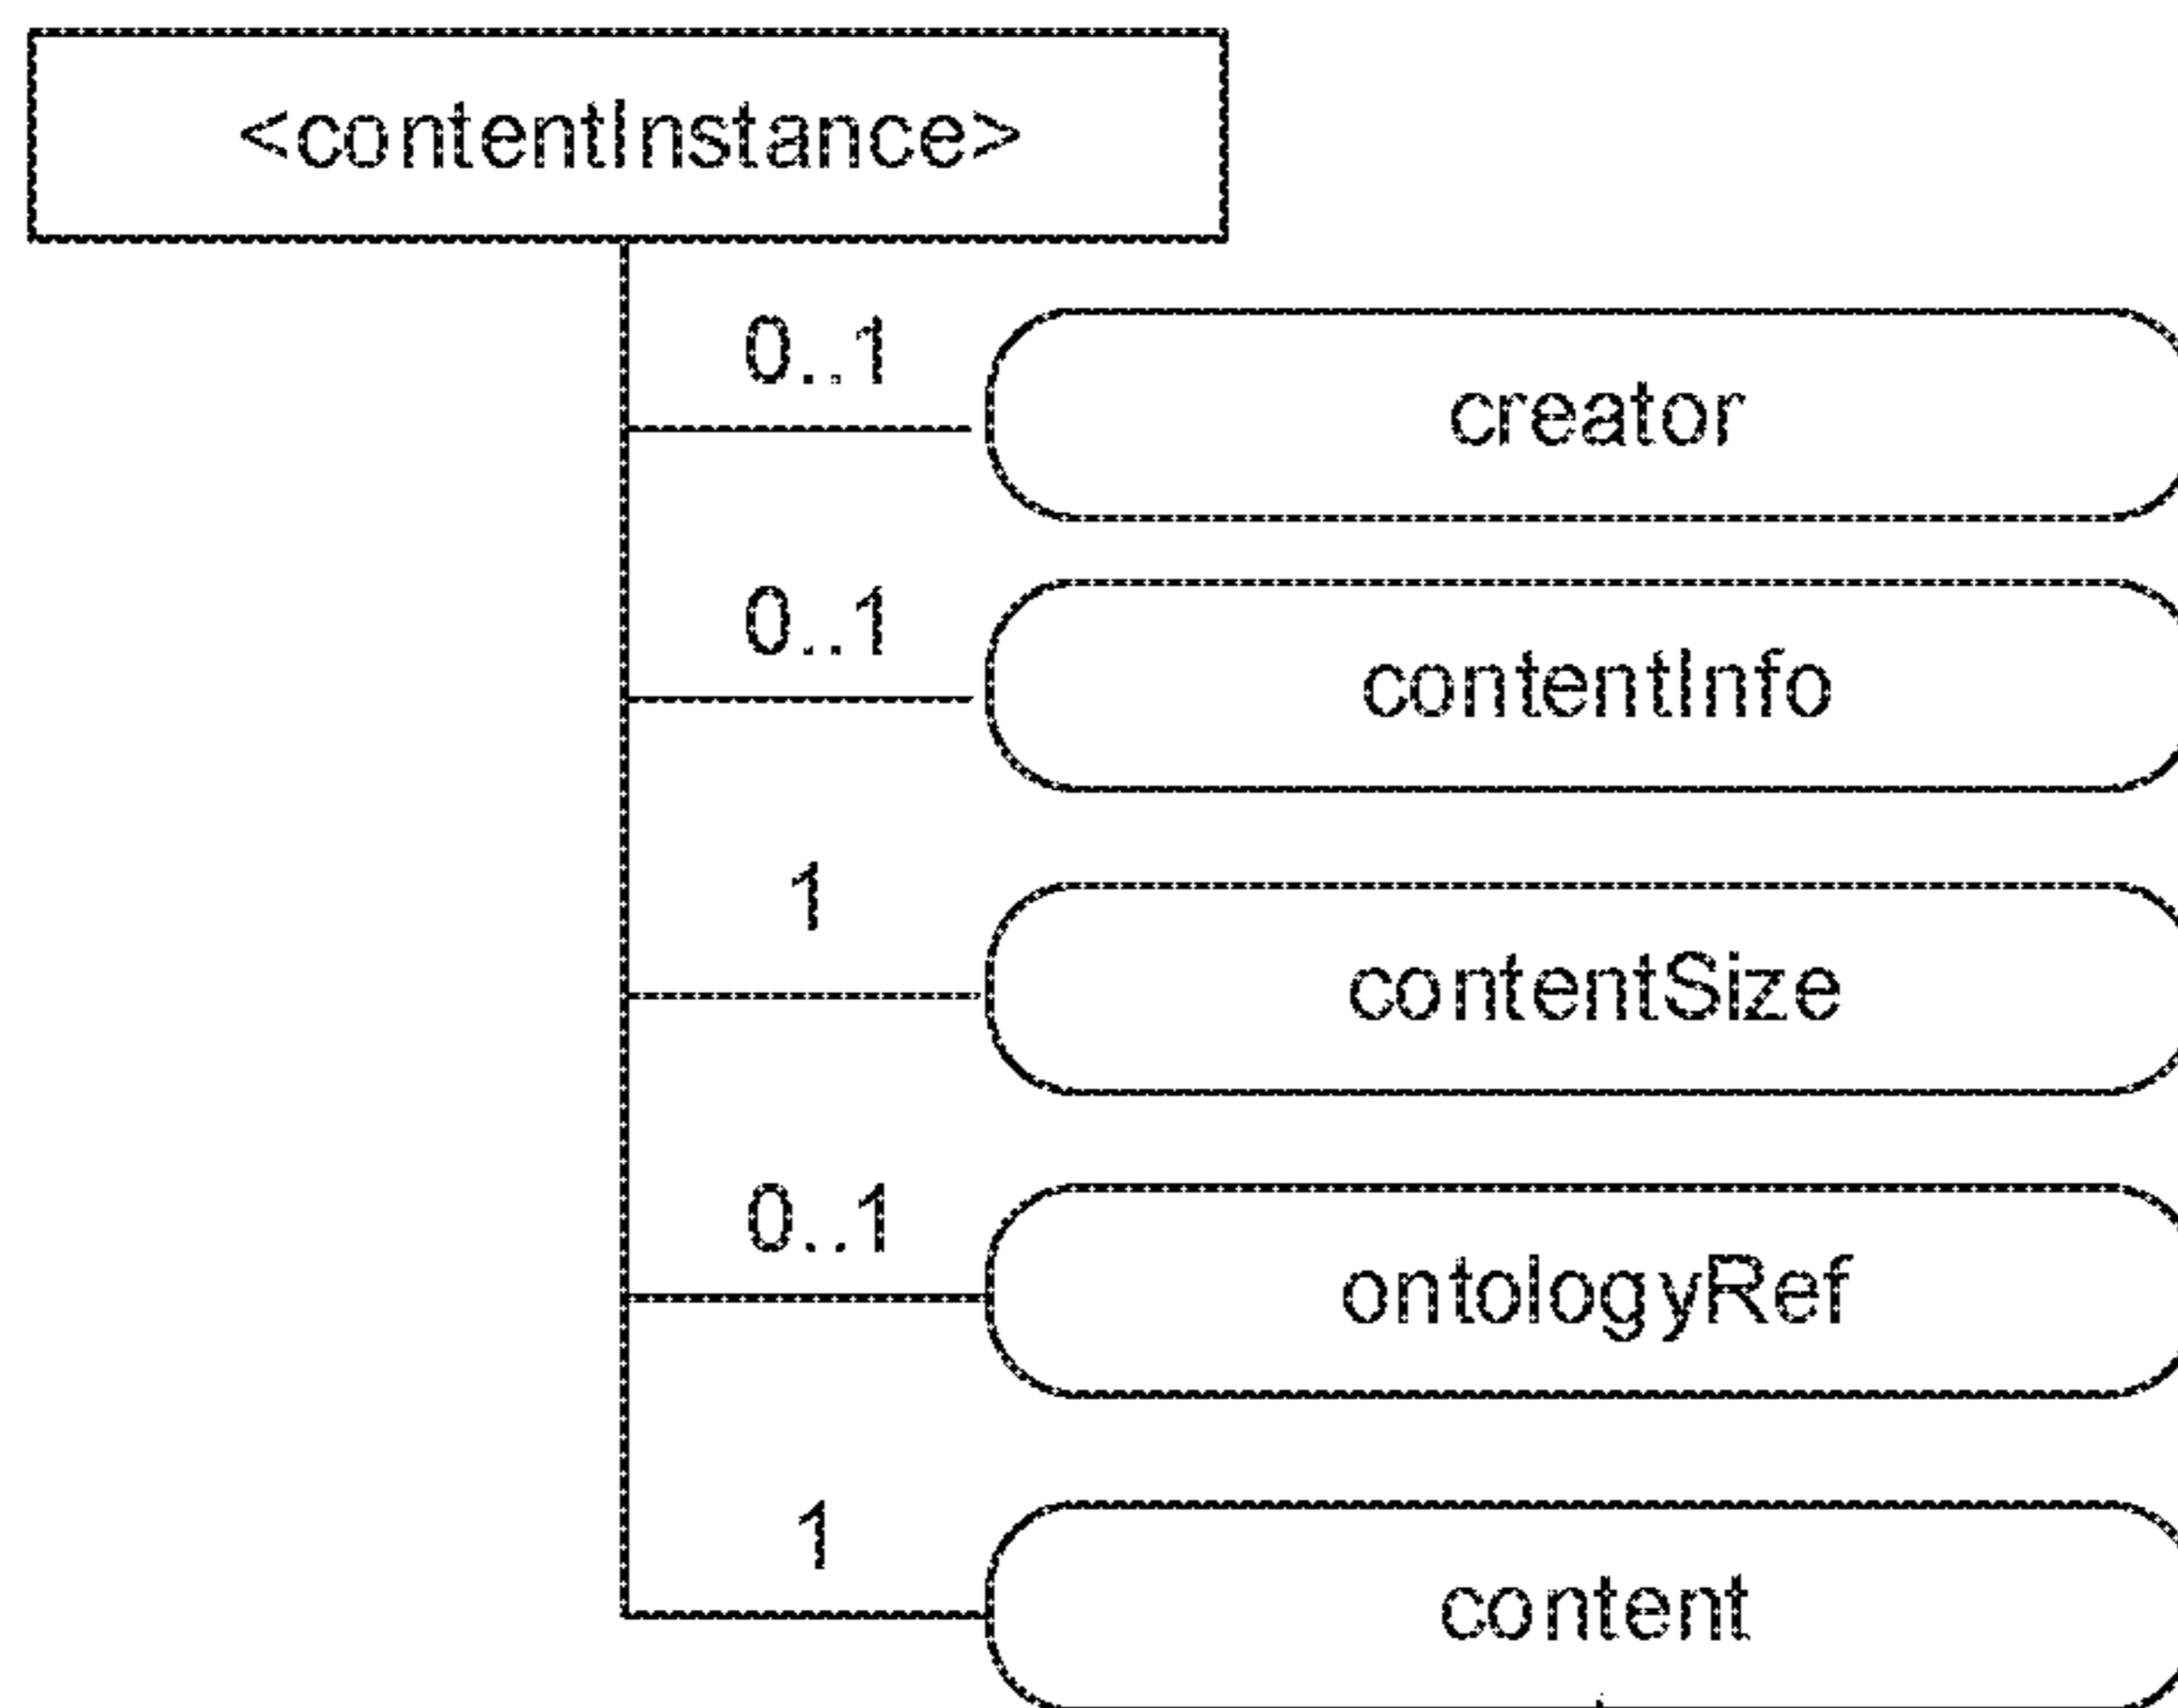 <contentInstance>
0..1
creator
0..1
contentInfo
1
contentSize
0..1
ontologyRef
1
content